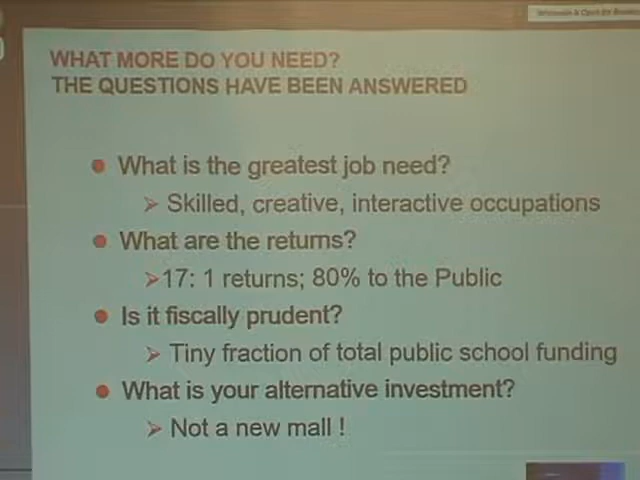 WHAT MORE DO YOU NEED?
THE QUESTIONS HAVE BEEN ANSWERED
What is the greatest job need?
Skilled, creative, interactive occupations
What are the returns?
17: 1 returns; 80% to the Public
Is it fiscally prudent?
Tiny fraction of total public school funding
What is your alternative investment?
Not a new mall !